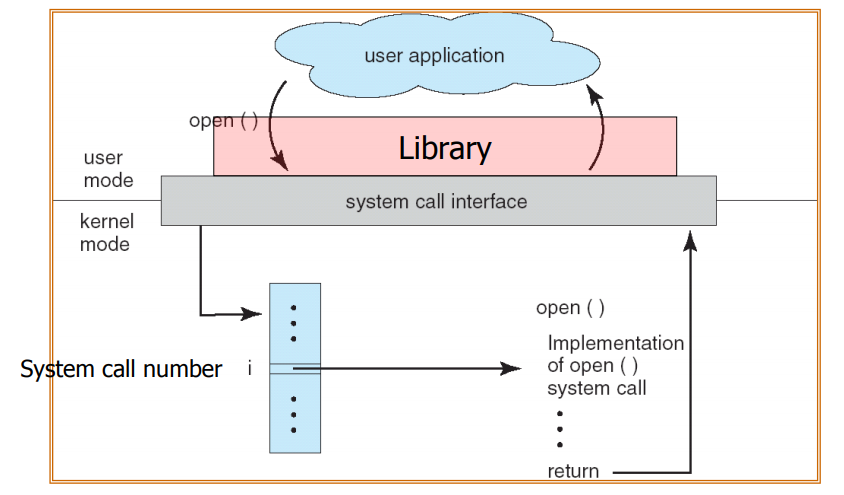 user application
open ( )
Library
user
mode
system call interface
kernel
mode
open ( )
Implementation
of open ( )
system call
System call number
i
return